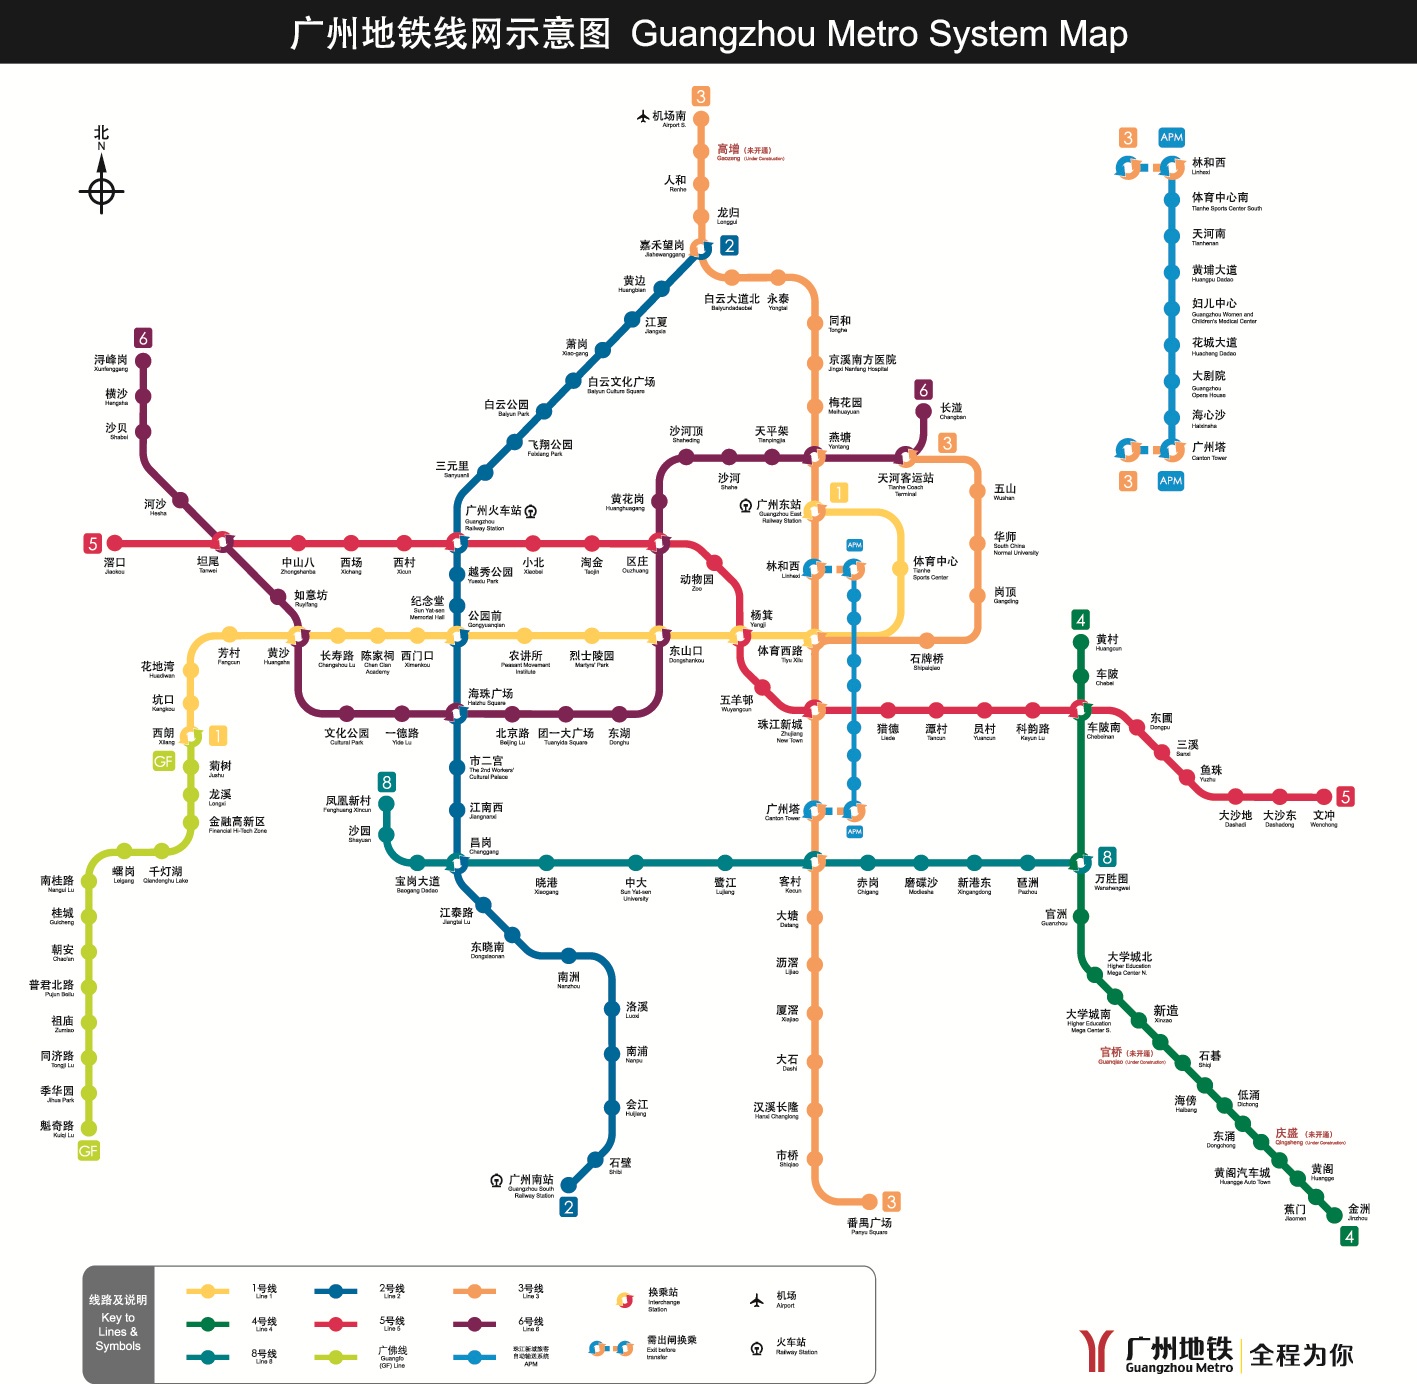 广州地铁线网示意图 Guangzhou Metro System Map
北
N
3
机场南
Airport S.
高增 (未开通)
Gaozeng (Under Construction)
人和
Renhe
龙归
Longgui
嘉禾望岗
Jiahewanggang
2
黄边
Huangbian
江夏
Jiangxia
萧岗
Xiao-gang
白云文化广场
Baiyun Culture Square
白云公园
Baiyun Park
飞翔公园
Feixiang Park
三元里
Sanyuanli
广州火车站
Guangzhou
Railway Station
越秀公园
Yuexiu Park
纪念堂
Sun Yat-sen
Memorial Hall
公园前
Gongyuanqian
海珠广场
Haizhu Square
市二宫
The 2nd Workers'
Cultural Palace
江南西
Jiangnanxi
昌岗
Changgang
江泰路
Jiangtai Lu
东晓南
Dongxiaonan
南洲
Nanzhou
洛溪
Luoxi
南浦
Nanpu
会江
Huijiang
石壁
Shibi
广州南站
Guangzhou South
Railway Station
2
白云大道北
Baiyundadaobei
永泰
Yongtai
同和
Tonghe
京溪南方医院
Jingxi Nanfang Hospital
梅花园
Meihuayuan
燕塘
Yantang
广州东站
Guangzhou East
Railway Station
1
林和西
Linhexi
APM
体育中心
Tianhe
Sports Center
体育西路
Tiyu Xilu
珠江新城
Zhujiang
New Town
广州塔
Canton Tower
APM
客村
Kecun
大塘
Datang
沥滘
Lijiao
厦滘
Xiajiao
大石
Dashi
汉溪长隆
Hanxi Changlong
市桥
Shiqiao
番禺广场
Panyu Square
3
3
天河客运站
Tianhe Coach
Terminal
五山
Wushan
华师
South China
Normal University
岗顶
Gangding
石牌桥
Shipaiqiao
6
浔峰岗
Xunfenggang
横沙
Hengsha
沙贝
Shabei
河沙
Hesha
坦尾
Tanwei
如意坊
Ruyifang
黄沙
Huangsha
文化公园
Cultural Park
一德路
Yide Lu
北京路
Beijing Lu
团一大广场
Tuanyida Square
东湖
Donghu
东山口
Dongshankou
区庄
Ouzhuang
黄花岗
Huanghuagang
沙河顶
Shaheding
沙河
Shahe
天平架
Tianpingjia
长湴
Changban
6
5
滘口
Jiaokou
中山八
Zhongshanba
西场
Xichang
西村
Xicun
小北
Xiaobei
淘金
Taojin
动物园
Zoo
杨箕
Yangji
五羊邨
Wuyangcun
猎德
Liede
潭村
Tancun
员村
Yuancun
科韵路
Keyun Lu
车陂南
Chebeinan
东圃
Dongpu
三溪
Sanxi
鱼珠
Yuzhu
大沙地
Dashadi
大沙东
Dashadong
文冲
Wenchong
5
芳村
Fangcun
长寿路
Changshou Lu
陈家祠
Chen Clan
Academy
西门口
Ximenkou
农讲所
Peasant Movement
Institute
烈士陵园
Martyrs' Park
花地湾
Huadiwan
坑口
Kengkou
西朗
Xilang
1
GF
菊树
Jushu
龙溪
Longxi
金融高新区
Financial Hi-Tech Zone
千灯湖
Qiandenghu Lake
𧒽岗
Leigang
南桂路
Nangui Lu
桂城
Guicheng
朝安
Chao'an
普君北路
Pujun Beilu
祖庙
Zumiao
同济路
Tongji Lu
季华园
Jihua Park
魁奇路
Kuiqi Lu
GF
8
凤凰新村
Fenghuang Xincun
沙园
Shayuan
宝岗大道
Baogang Dadao
晓港
Xiaogang
中大
Sun Yat-sen
University
鹭江
Lujiang
赤岗
Chigang
磨碟沙
Modiesha
新港东
Xingangdong
琶洲
Pazhou
8
万胜围
Wanshengwei
4
黄村
Huangcun
车陂
Chebei
官洲
Guanzhou
大学城北
Higher Education
Mega Center N.
大学城南
Higher Education
Mega Center S.
新造
Xinzao
官桥 (未开通)
Guanqiao (Under Construction)
石碁
Shiqi
海傍
Haibang
低涌
Dichong
东涌
Dongchong
庆盛 (未开通)
Qingsheng (Under Construction)
黄阁汽车城
Huangge Auto Town
黄阁
Huangge
蕉门
Jiaomen
金洲
Jinzhou
4
3 APM
林和西
Linhexi
体育中心南
Tianhe Sports Center South
天河南
Tianhenan
黄埔大道
Huangpu Dadao
妇儿中心
Guangzhou Women and
Children's Medical Center
花城大道
Huacheng Dadao
大剧院
Guangzhou
Opera House
海心沙
Haixinsha
广州塔
Canton Tower
3 APM
线路及说明
Key to
Lines &
Symbols
1号线
Line 1
2号线
Line 2
3号线
Line 3
4号线
Line 4
5号线
Line 5
6号线
Line 6
8号线
Line 8
广佛线
Guangfo
(GF) Line
珠江新城旅客
自动输送系统
APM
换乘站
Interchange
Station
机场
Airport
需出闸换乘
Exit before
transfer
火车站
Railway Station
广州地铁
Guangzhou Metro
全程为你